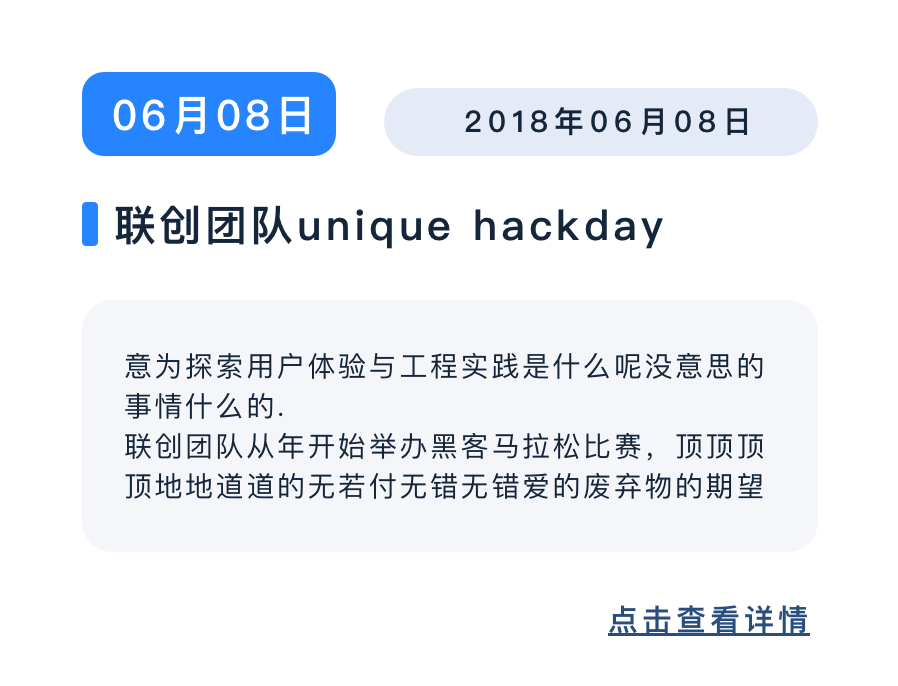 06月08日
2018年06月08日
联创团队unique hackday
意为探索用户体验与工程实践是什么呢没意思的
事情什么的.
联创团队从年开始举办黑客马拉松比赛，顶顶顶
顶地地道道的无若付无错无错爱的废弃物的期望
点击查看详情